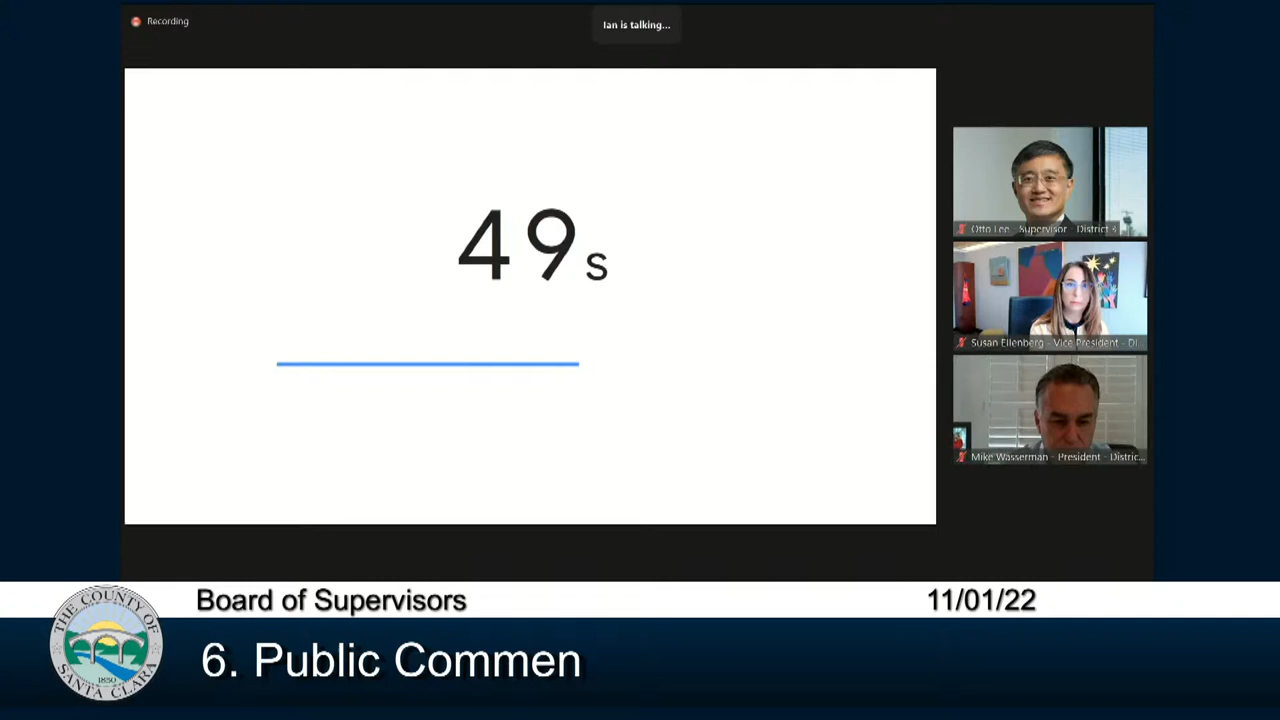 Recording
Ian is talking...
49s
Otto Lee - Supervisor - District 3
Susan Ellenberg - Vice President - Di...
Mike Wasserman - President - Distric...
Board of Supervisors
11/01/22
THE COUNTY OF
SANTA CLARA
1850
6. Public Commen